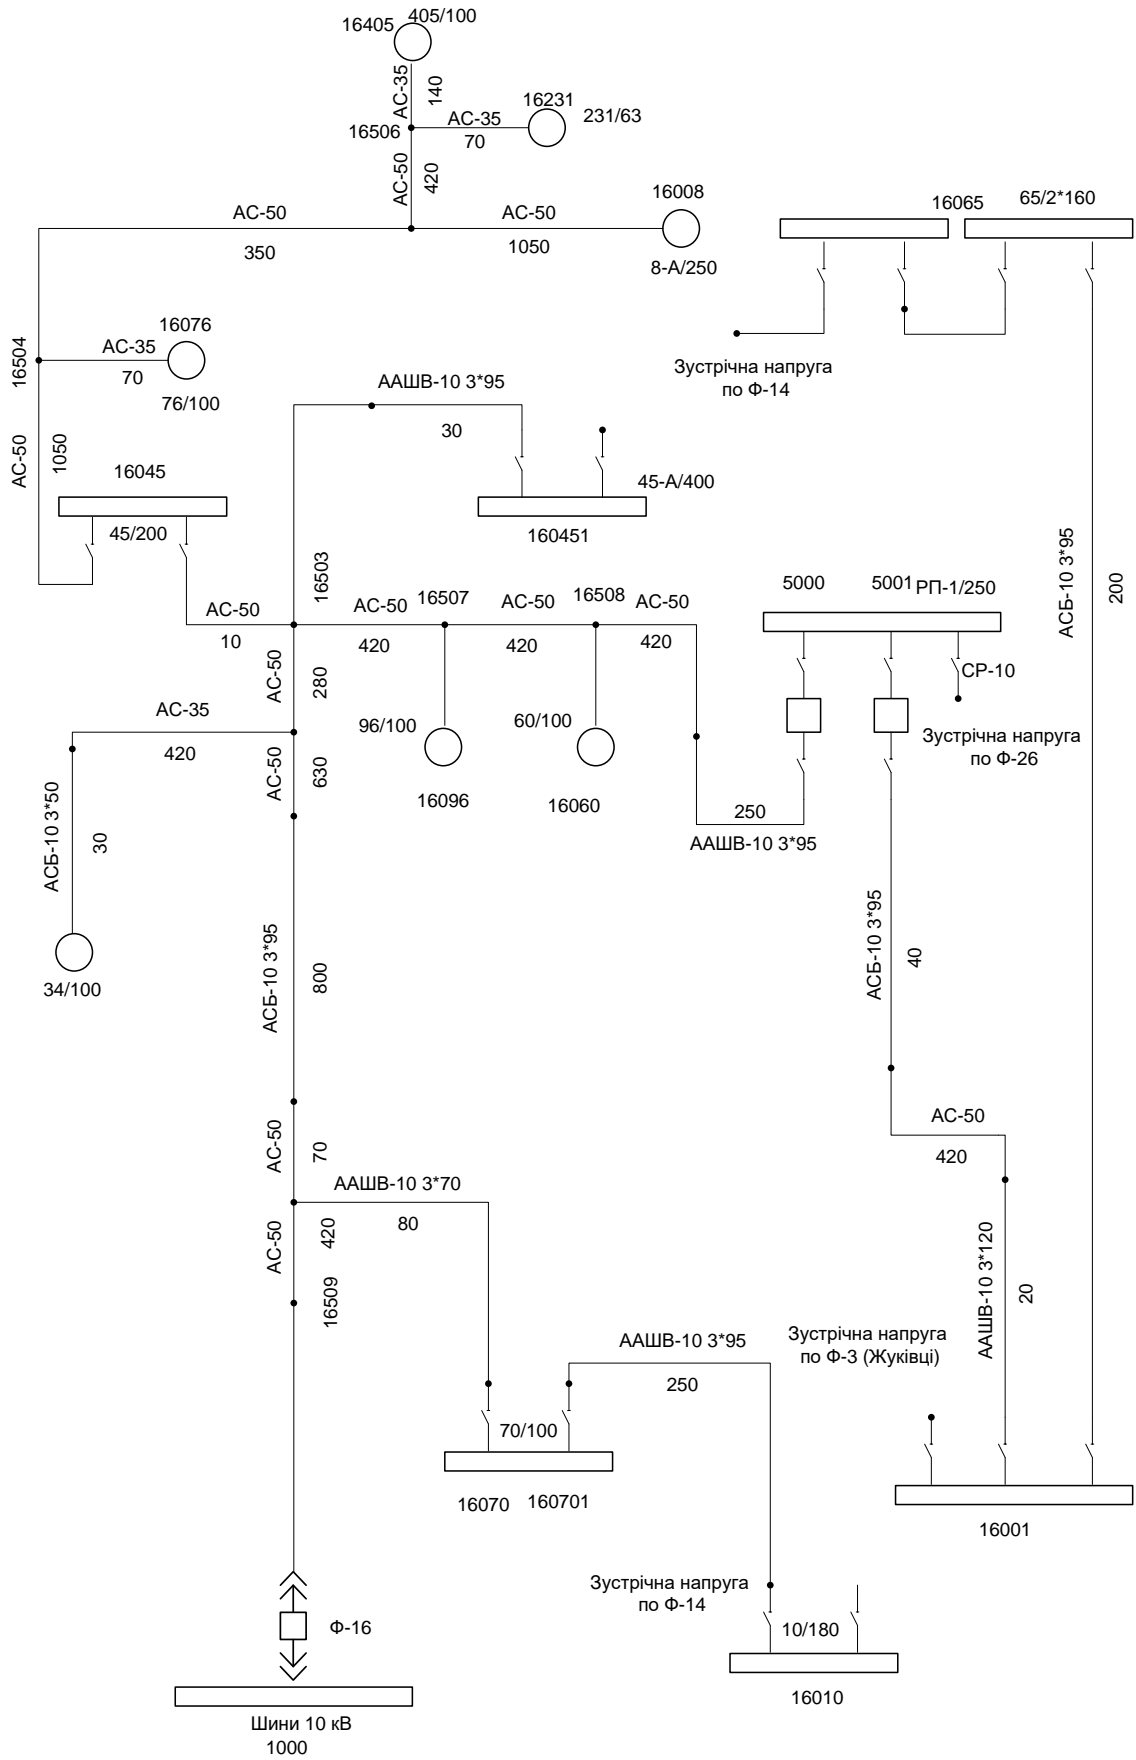 405/100
16405
АС-35
140
16231
231/63
АС-35
70
16506
АС-50
420
16008
АС-50
АС-50
350
1050
8-А/250
16065
65/2*160
Зустрічна напруга
по Ф-14
16504
16076
АС-35
70
76/100
АС-50
1050
ААШВ-10 3*95
30
16045
45/200
45-А/400
160451
16503
АС-50
10
АС-50
420
16507
АС-50
420
16508
АС-50
420
5000
5001
РП-1/250
АСБ-10 3*95
200
СР-10
Зустрічна напруга
по Ф-26
АС-50
280
АС-35
420
АС-50
630
96/100
16096
60/100
16060
250
ААШВ-10 3*95
АСБ-10 3*50
30
34/100
АСБ-10 3*95
800
АСБ-10 3*95
40
АС-50
70
АС-50
420
ААШВ-10 3*70
80
АС-50
420
16509
ААШВ-10 3*120
20
Зустрічна напруга
по Ф-3 (Жуківці)
ААШВ-10 3*95
250
70/100
16070
160701
16001
Зустрічна напруга
по Ф-14
10/180
16010
Ф-16
Шини 10 кВ
1000